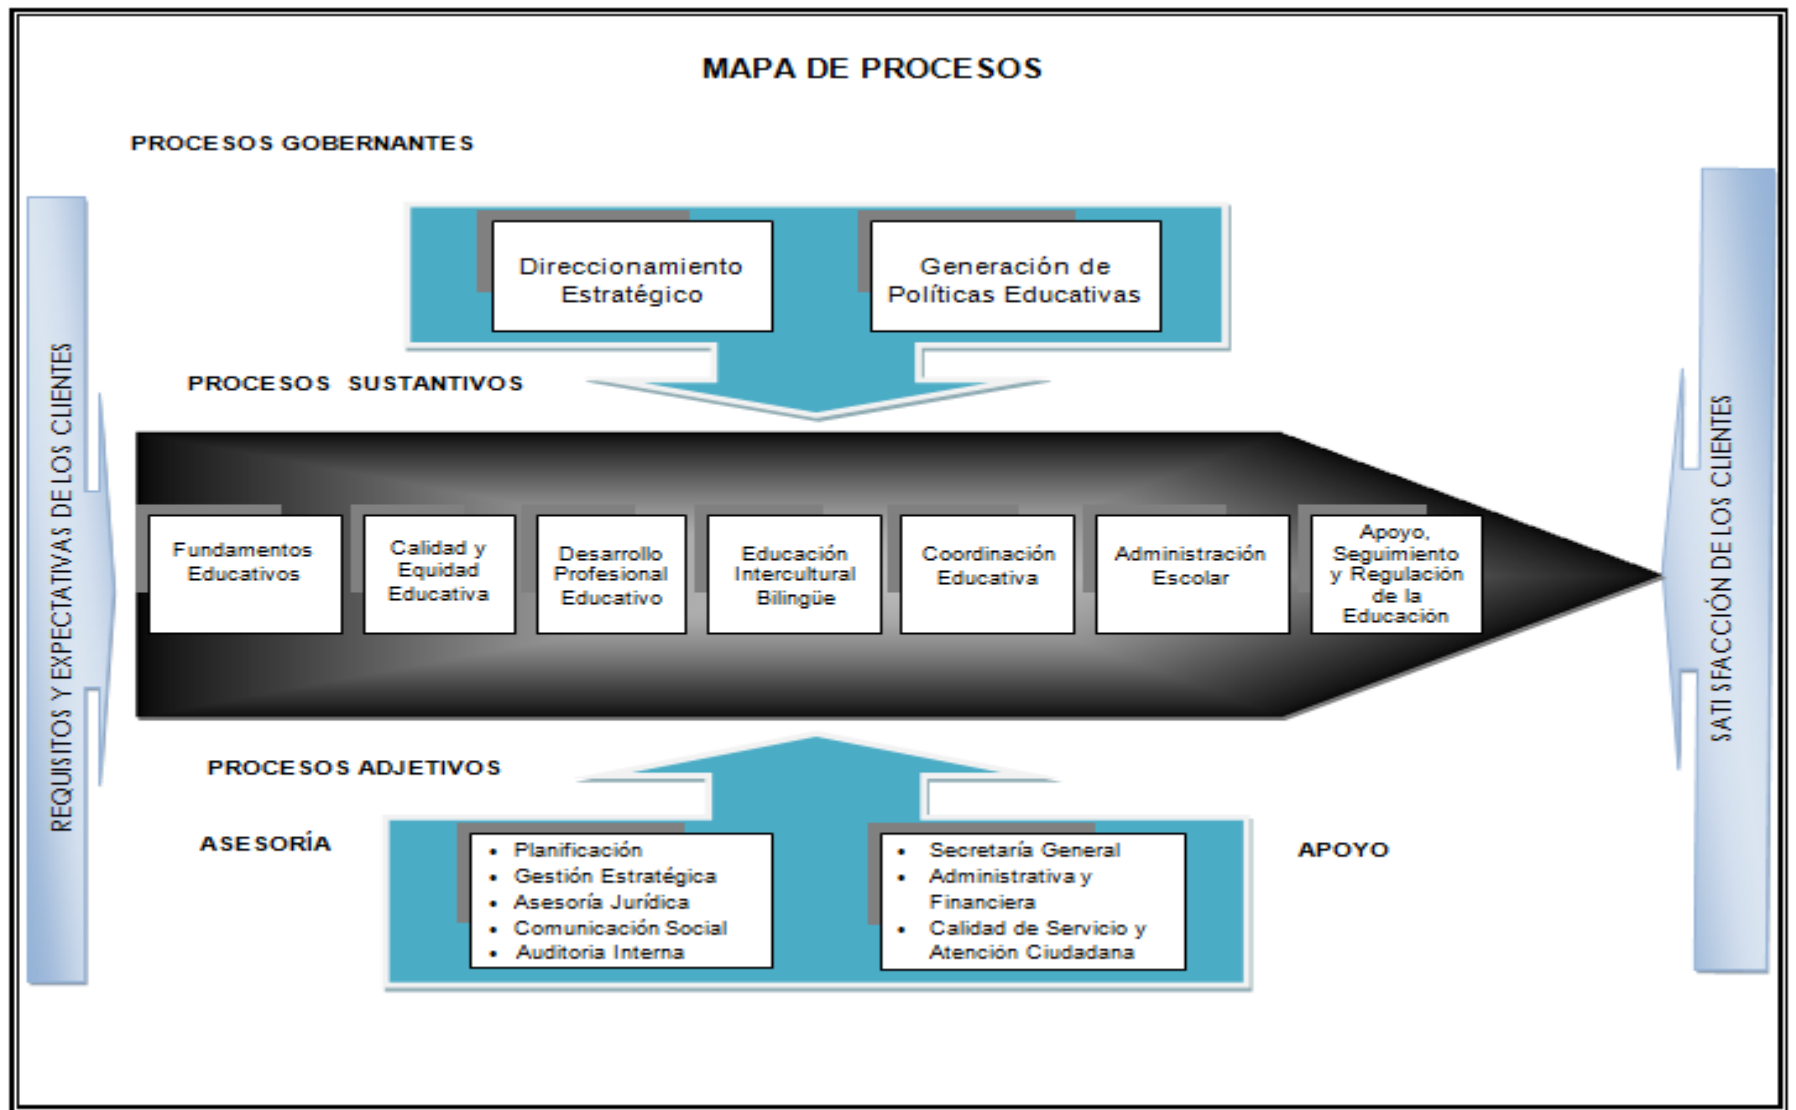 MAPA DE PROCESOS
PROCESOS GOBERNANTES
Direccionamiento
Estratégico
Generación de
Políticas Educativas
REQUISITOS Y EXPECTATIVAS DE LOS CLIENTES
PROCESOS SUSTANTIVOS
Fundamentos
Educativos
Calidad y
Equidad
Educativa
Desarrollo
Profesional
Educativo
Educación
Intercultural
Bilingüe
Coordinación
Educativa
Administración
Escolar
Apoyo,
Seguimiento
y Regulación
de la
Educación
SATISFACCIÓN DE LOS CLIENTES
PROCESOS ADJETIVOS
ASESORÍA
• Planificación
• Gestión Estratégica
• Asesoría Jurídica
• Comunicación Social
• Auditoria Interna
• Secretaría General
• Administrativa y
Financiera
• Calidad de Servicio y
Atención Ciudadana
APOYO